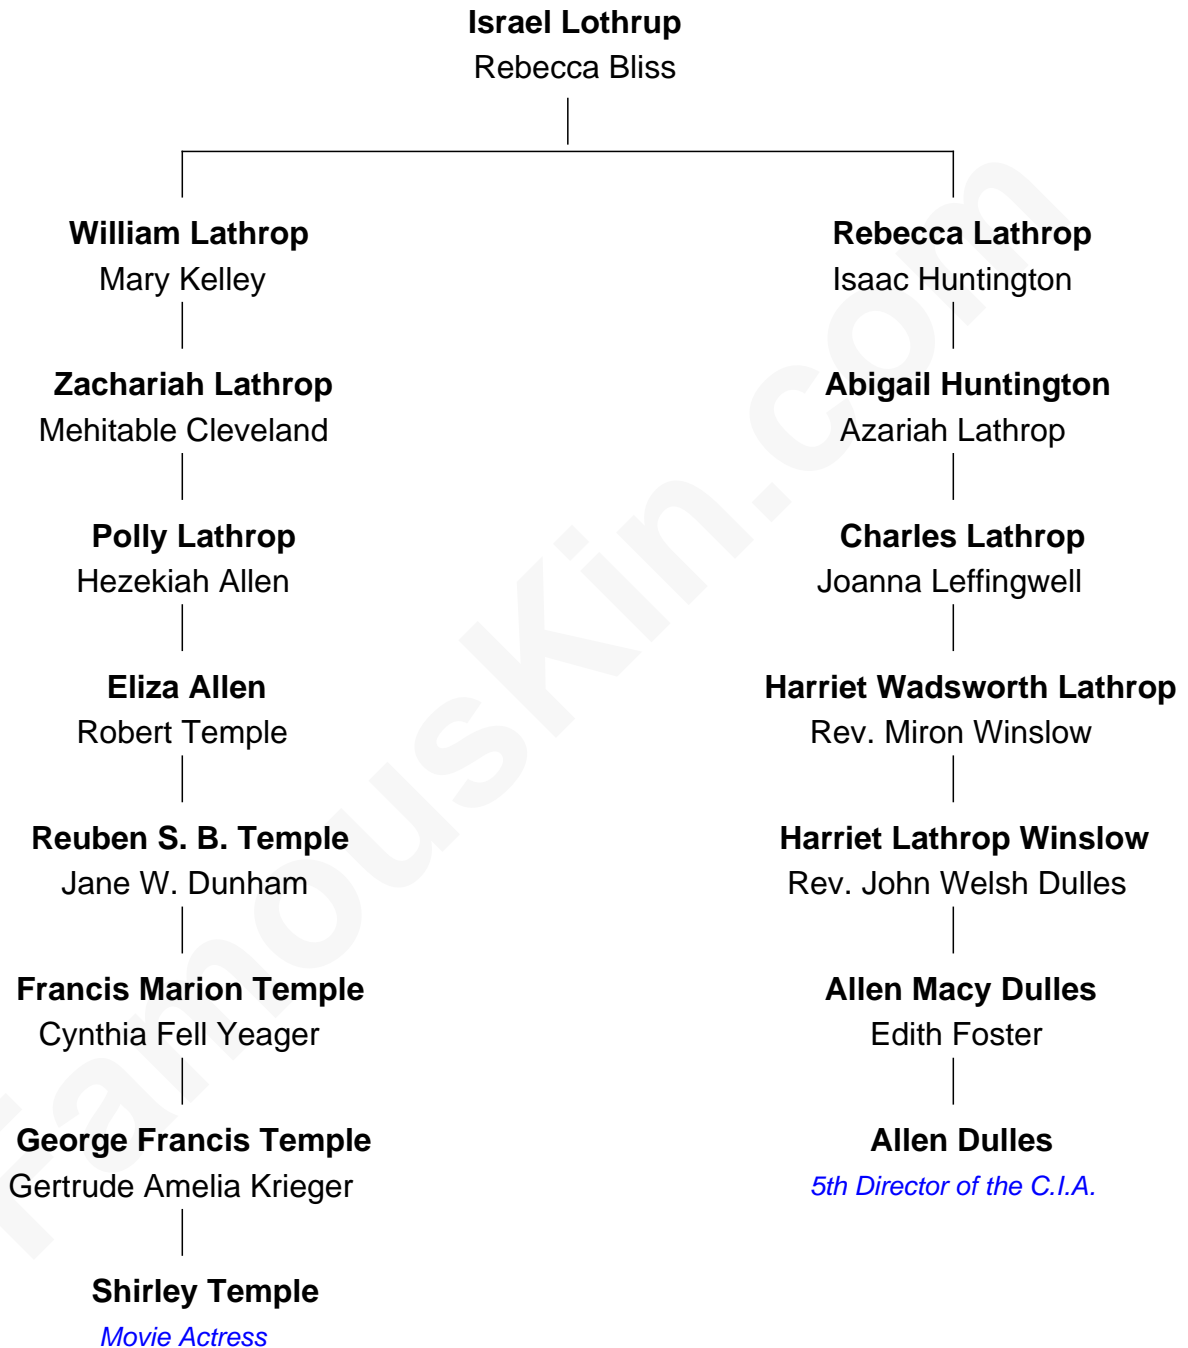 Israel Lothrup
Rebecca Bliss
William Lathrop
Mary Kelley
Zachariah Lathrop
Mehitable Cleveland
Polly Lathrop
Hezekiah Allen
Eliza Allen
Robert Temple
Reuben S. B. Temple
Jane W. Dunham
Francis Marion Temple
Cynthia Fell Yeager
George Francis Temple
Gertrude Amelia Krieger
Shirley Temple
Movie Actress
Rebecca Lathrop
Isaac Huntington
Abigail Huntington
Azariah Lathrop
Charles Lathrop
Joanna Leffingwell
Harriet Wadsworth Lathrop
Rev. Miron Winslow
Harriet Lathrop Winslow
Rev. John Welsh Dulles
Allen Macy Dulles
Edith Foster
Allen Dulles
5th Director of the C.I.A.
FamousKin.com